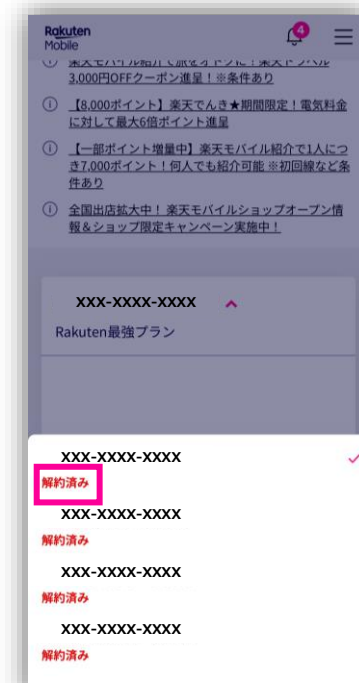 Rakuten
Mobile
4
楽天モバイル紹介で旅をオトクに！楽天トラベル
3,000円OFFクーポン進呈！※条件あり
【8,000ポイント】楽天でんき★期間限定！電気料金
に対して最大6倍ポイント進呈
【一部ポイント増量中】楽天モバイル紹介で1人につ
き7,000ポイント！何人でも紹介可能 ※初回線など条
件あり
全国出店拡大中！ 楽天モバイルショップオープン情
報＆ショップ限定キャンペーン実施中！
XXX-XXXX-XXXX
Rakuten最強プラン
XXX-XXXX-XXXX
解約済み
XXX-XXXX-XXXX
解約済み
XXX-XXXX-XXXX
解約済み
XXX-XXXX-XXXX
解約済み